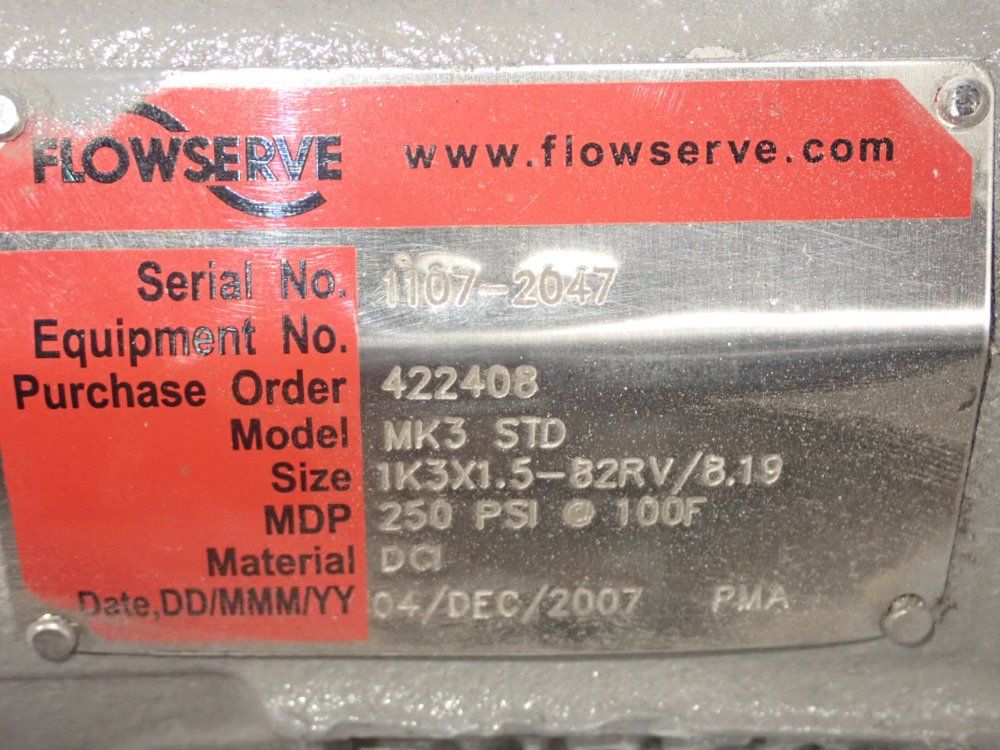 FLOWSERVE www.flowserve.com
Serial No. 1107-2047
Equipment No.
Purchase Order 422408
Model MK3 STD
Size 1K3X1.5-82RV/8.19
MDP 250 PSI @ 100F
Material DCI
Date,DD/MMM/YY 04/DEC/2007 PMA